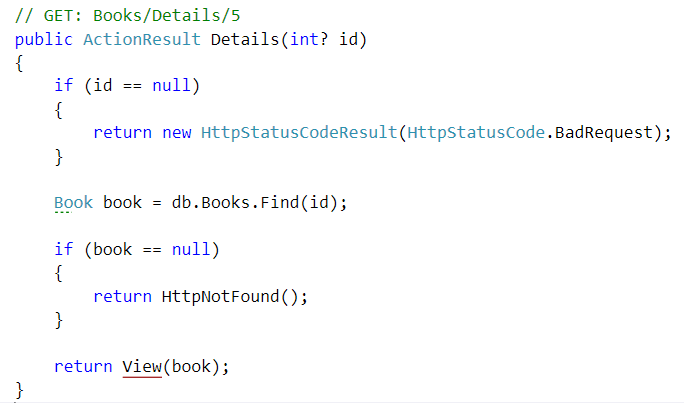 // GET: Books/Details/5
public ActionResult Details(int? id)
{
    if (id == null)
    {
        return new HttpStatusCodeResult(HttpStatusCode.BadRequest);
    }

    Book book = db.Books.Find(id);

    if (book == null)
    {
        return HttpNotFound();
    }

    return View(book);
}